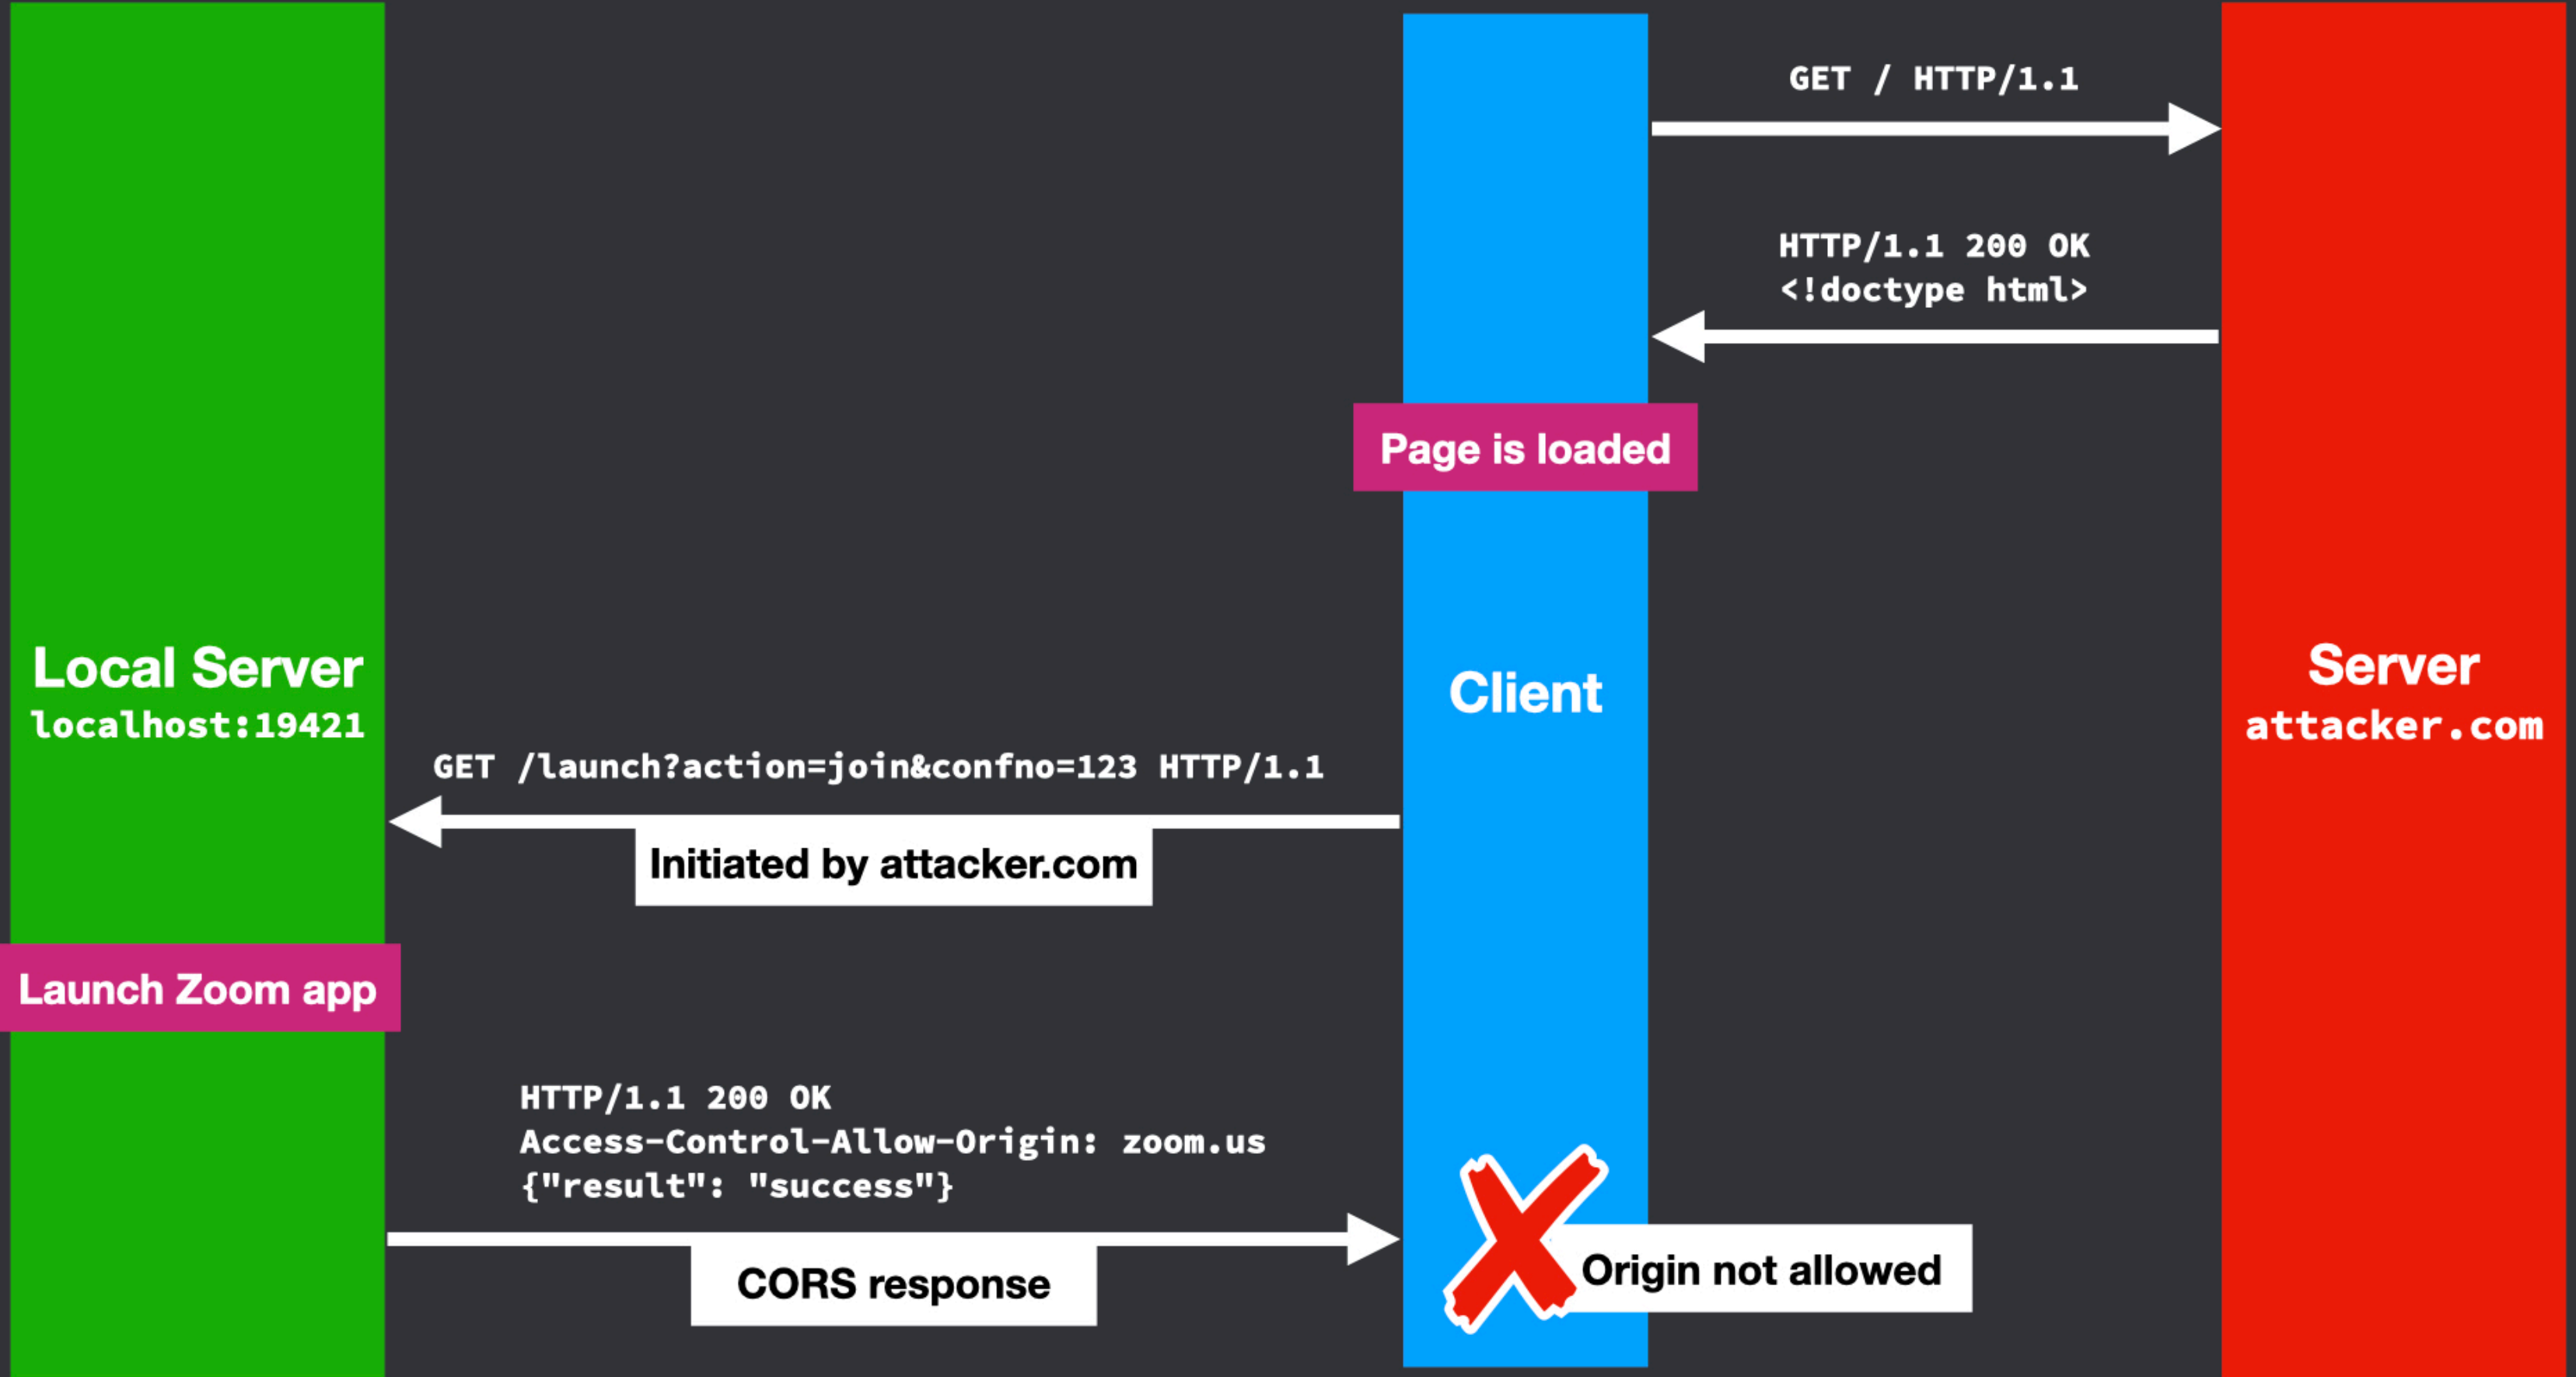 GET / HTTP/1.1
HTTP/1.1 200 OK
<!doctype html>
Page is loaded
Local Server
localhost:19421
Client
Server
attacker.com
GET /launch?action=join&confno=123 HTTP/1.1
Initiated by attacker.com
Launch Zoom app
HTTP/1.1 200 OK
Access-Control-Allow-Origin: zoom.us
{"result": "success"}
CORS response
Origin not allowed